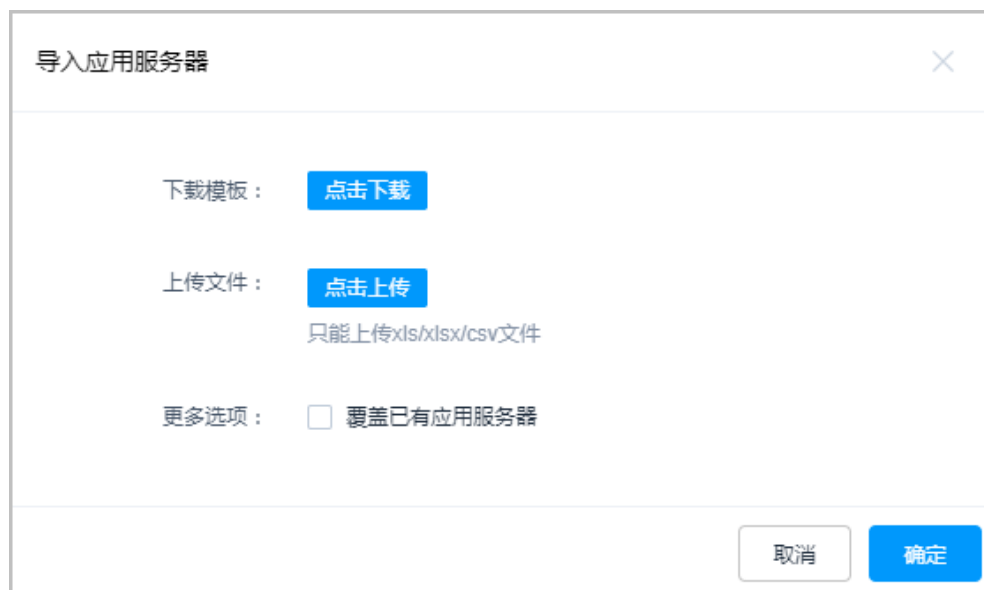 导入应用服务器
下载模板： 点击下载
上传文件： 点击上传
只能上传xls/xlsx/csv文件
更多选项： 覆盖已有应用服务器
取消 确定